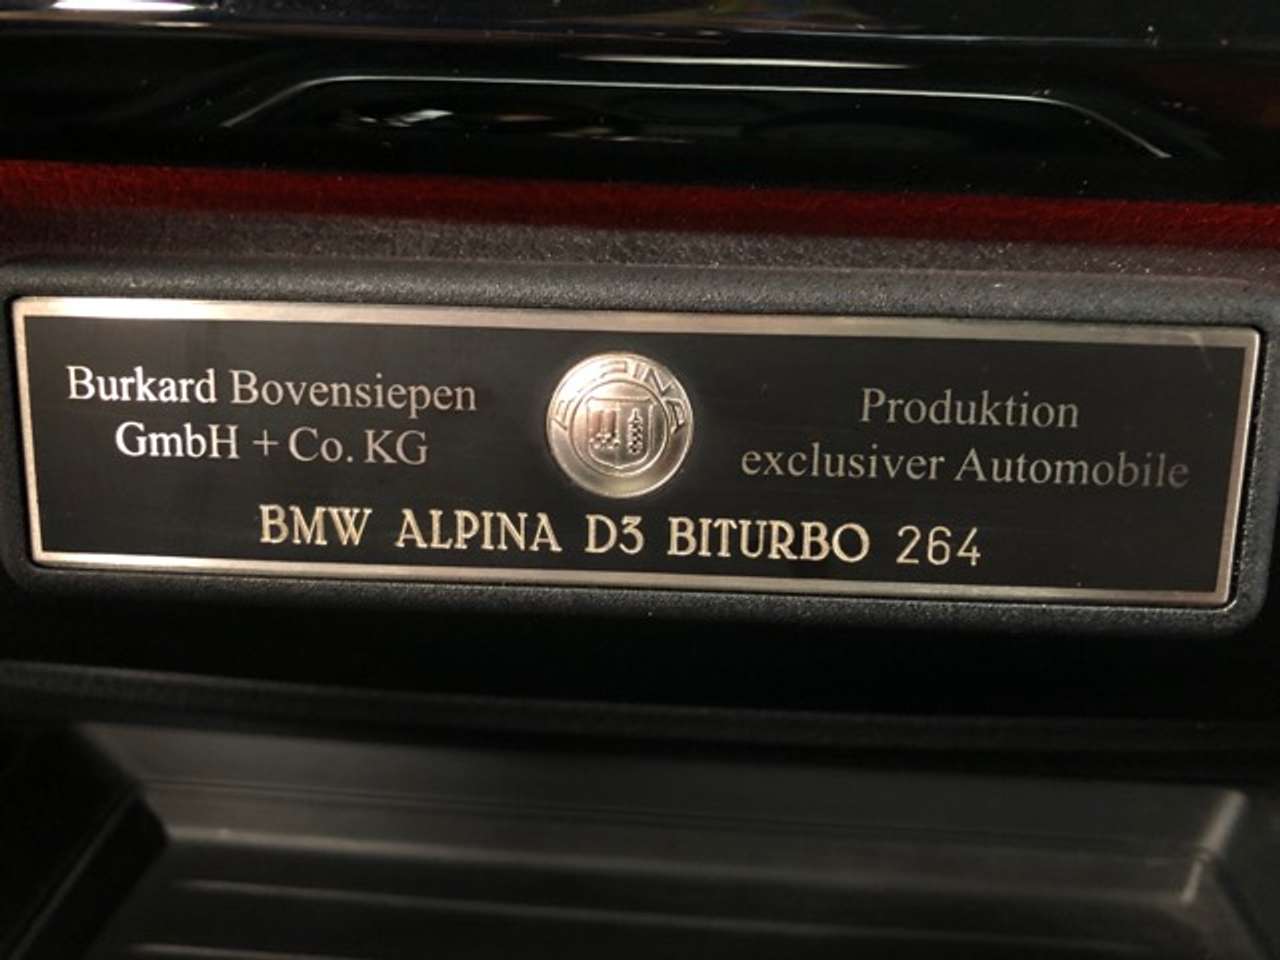 Burkard Bovensiepen
GmbH + Co. KG
ALPINA
Produktion
exclusiver Automobile
BMW ALPINA D3 BITURBO 264